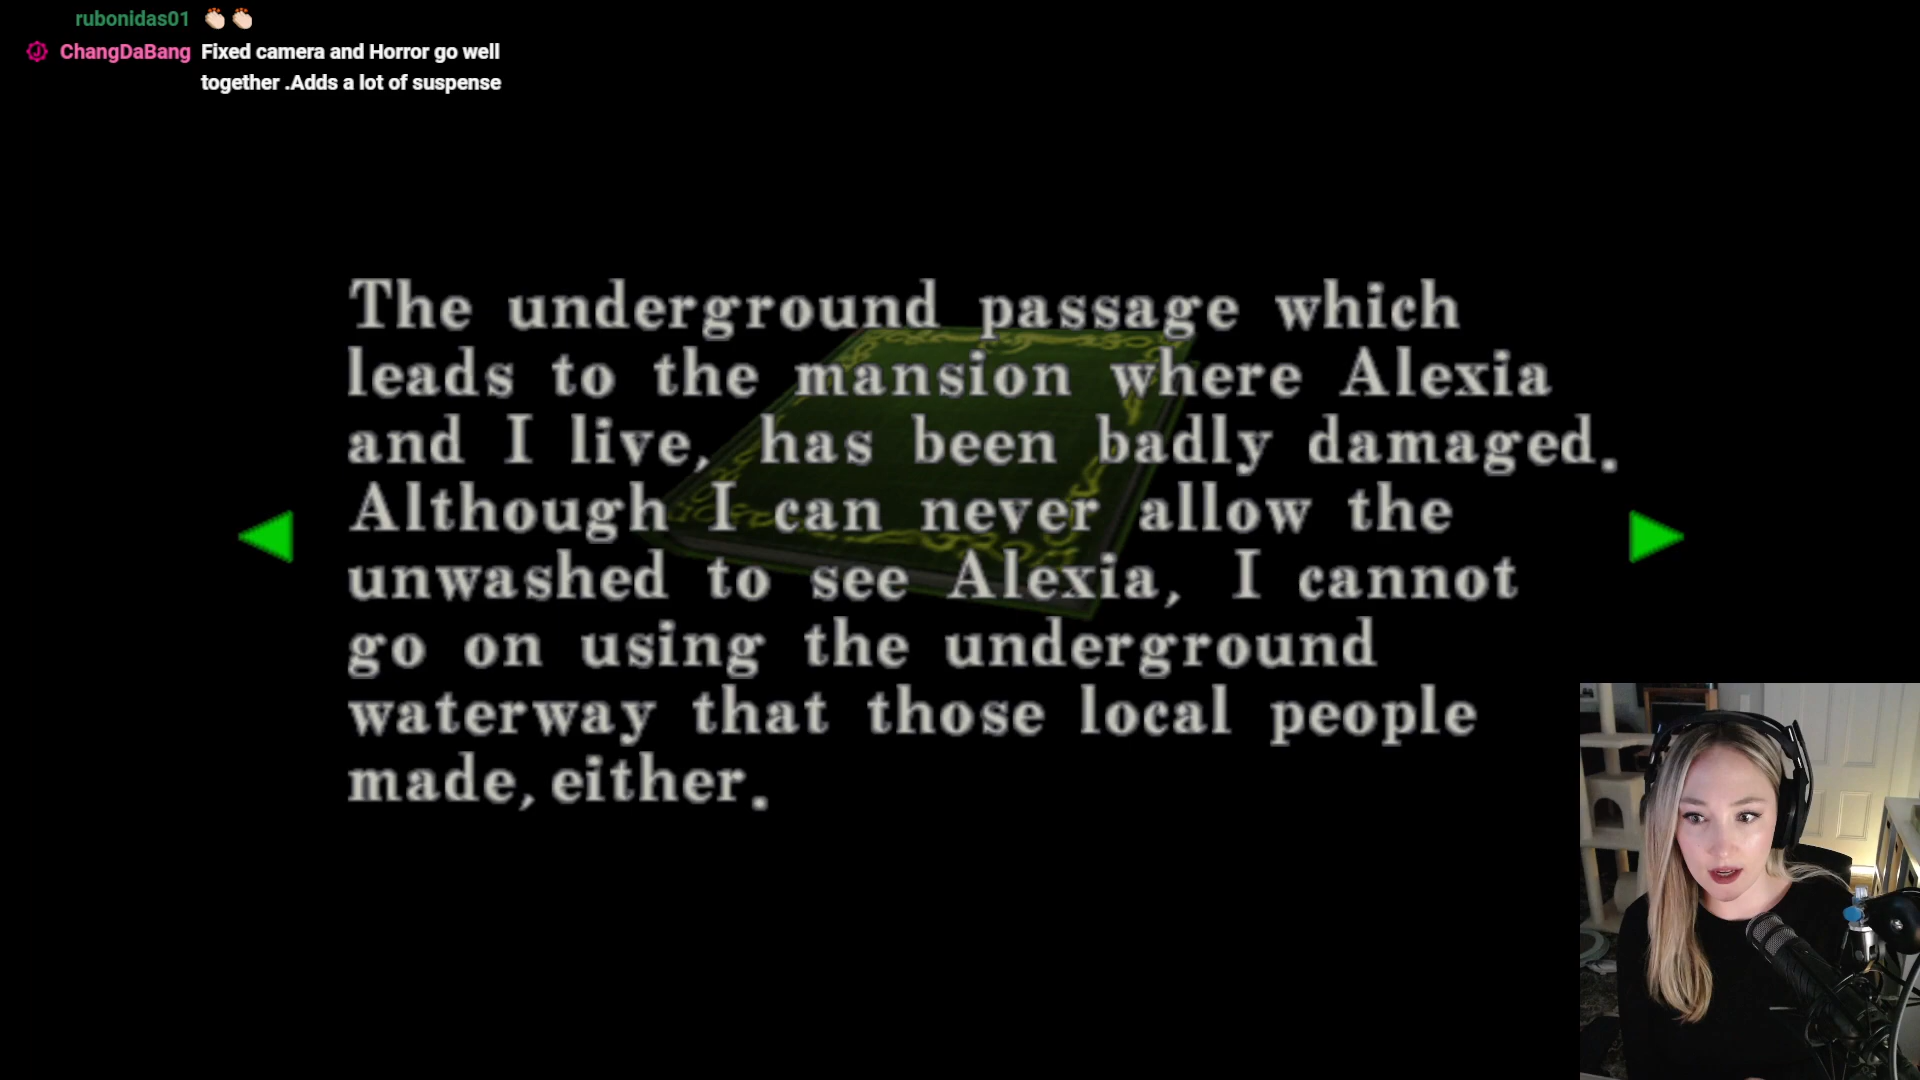 rubonidas01
ChangDaBang Fixed camera and Horror go well
together .Adds a lot of suspense
The underground passage which
leads to the mansion where Alexia
and I live, has been badly damaged.
Although I can never allow the
unwashed to see Alexia, I cannot
go on using the underground
waterway that those local people
made, either.